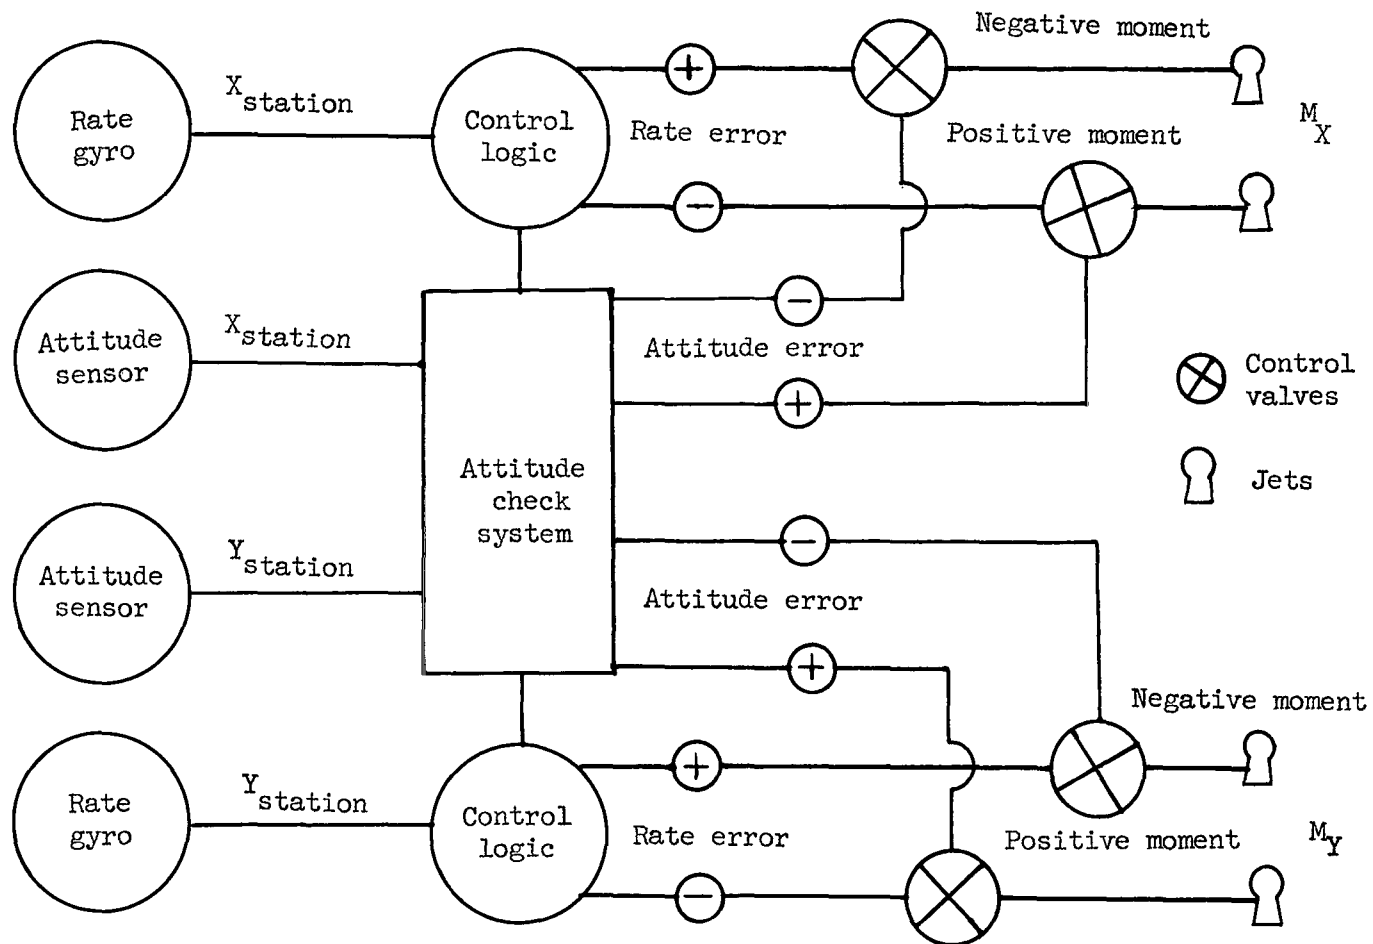 Negative moment
X station
Rate
gyro
Control
logic
+
Rate error
Positive moment
M X
−
Attitude
sensor
X station
−
Attitude error
+
Control
valves
Attitude
check
system
Jets
Attitude
sensor
Y station
−
Attitude error
+
Negative moment
Rate
gyro
Y station
Control
logic
+
Rate error
Positive moment
M Y
−